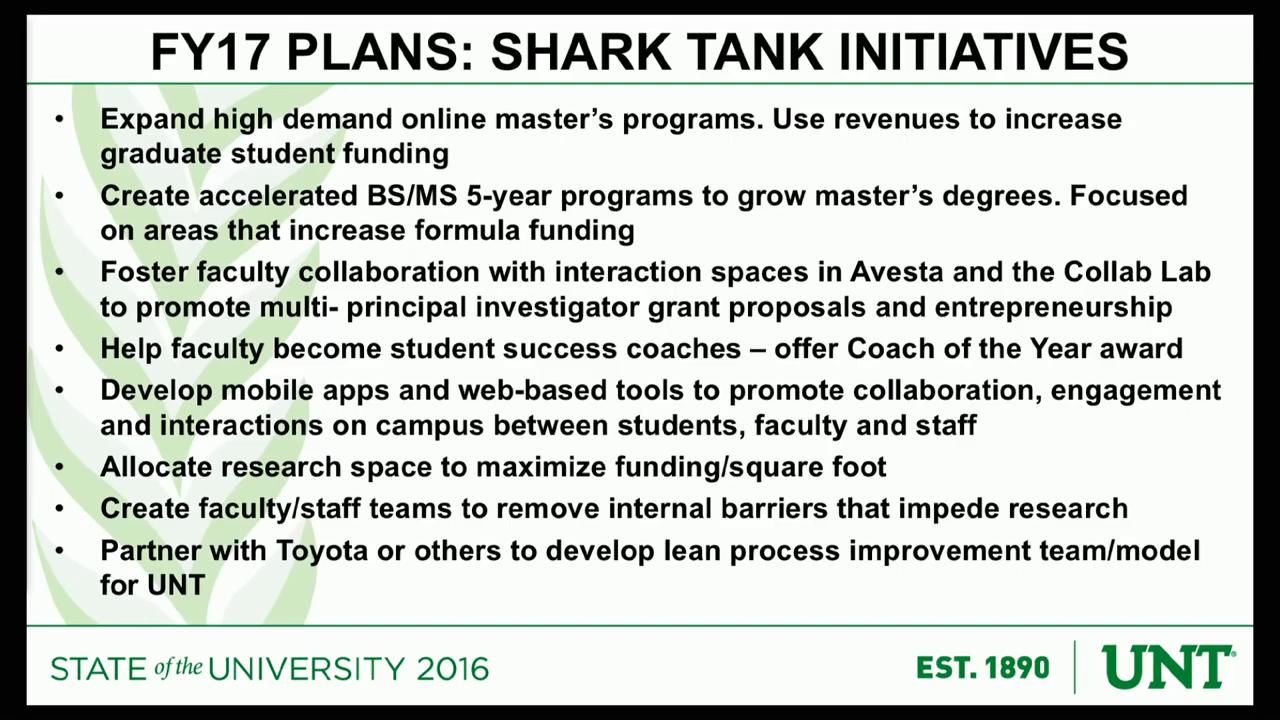 FY17 PLANS: SHARK TANK INITIATIVES
• Expand high demand online master’s programs. Use revenues to increase
graduate student funding
• Create accelerated BS/MS 5-year programs to grow master’s degrees. Focused
on areas that increase formula funding
• Foster faculty collaboration with interaction spaces in Avesta and the Collab Lab
to promote multi- principal investigator grant proposals and entrepreneurship
• Help faculty become student success coaches – offer Coach of the Year award
• Develop mobile apps and web-based tools to promote collaboration, engagement
and interactions on campus between students, faculty and staff
• Allocate research space to maximize funding/square foot
• Create faculty/staff teams to remove internal barriers that impede research
• Partner with Toyota or others to develop lean process improvement team/model
for UNT
STATE of the UNIVERSITY 2016
EST. 1890
UNT®